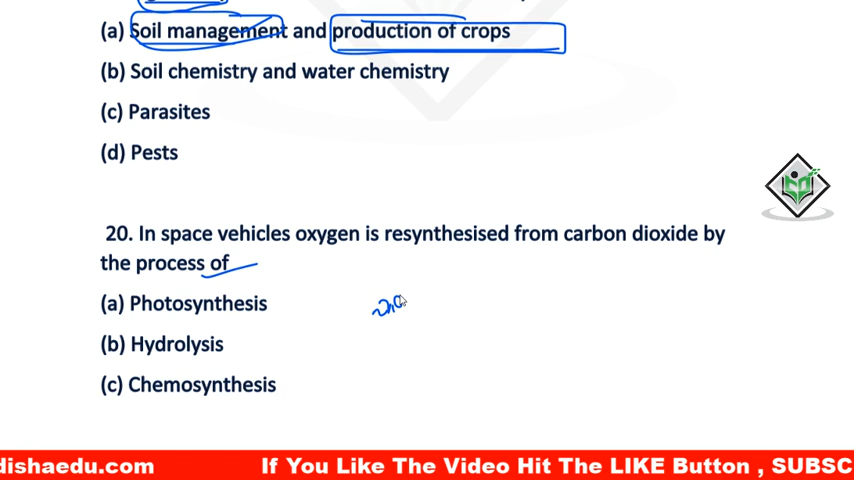 (a) Soil management and production of crops
(b) Soil chemistry and water chemistry
(c) Parasites
(d) Pests
20. In space vehicles oxygen is resynthesised from carbon dioxide by
the process of
(a) Photosynthesis
(b) Hydrolysis
(c) Chemosynthesis
dishaedu.com If You Like The Video Hit The LIKE Button , SUBSC